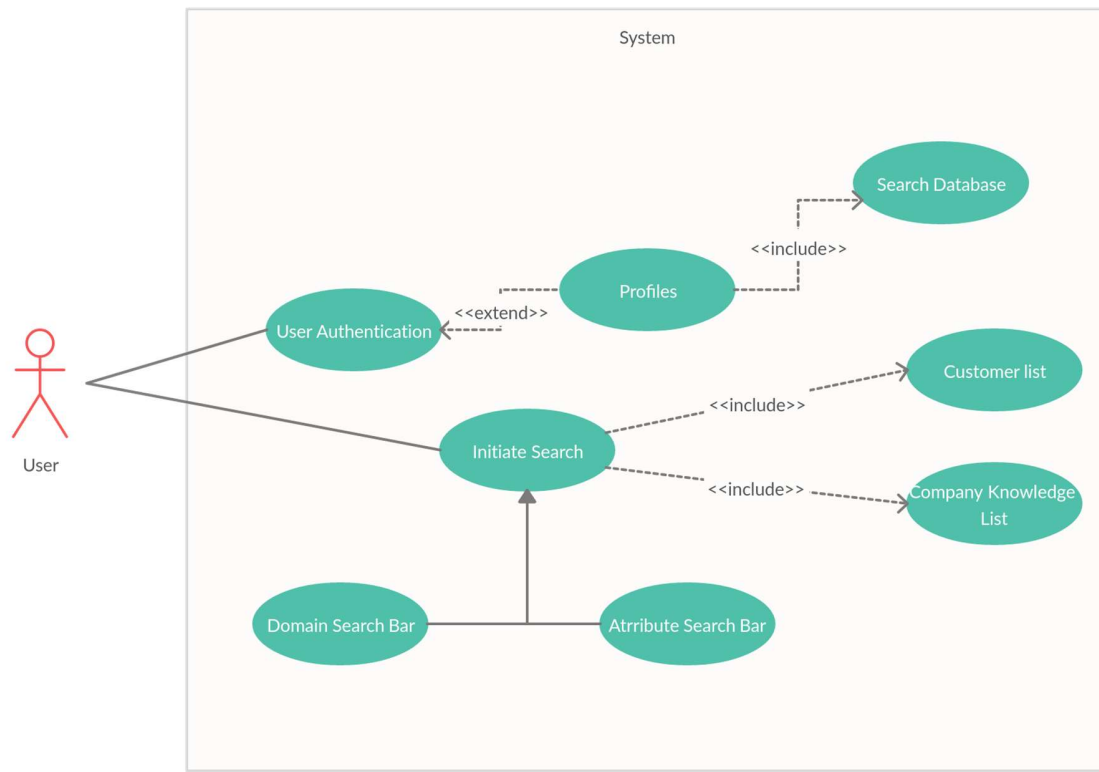 System
Search Database
<<include>>
Profiles
<<extend>>
User Authentication
Customer list
<<include>>
Initiate Search
User
<<include>>
Company Knowledge
List
Domain Search Bar
Atrribute Search Bar